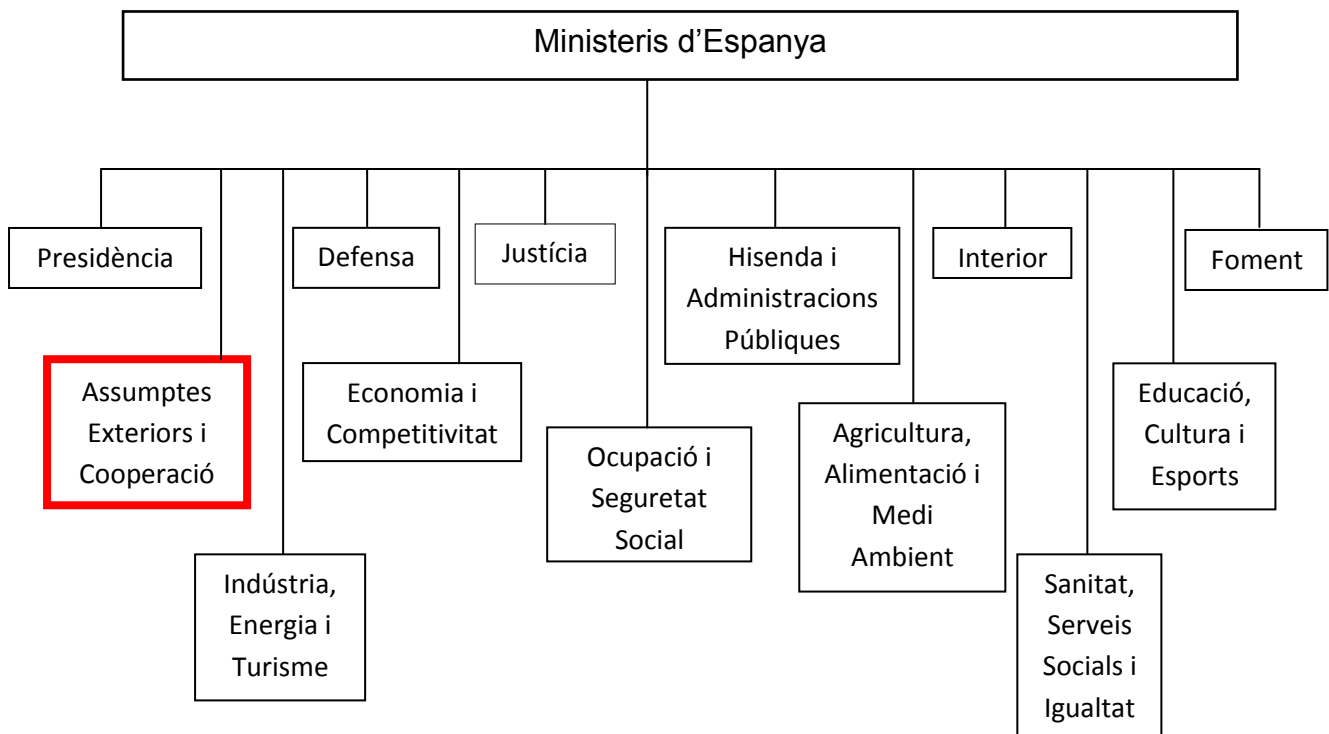 Ministeris d’Espanya
Presidència
Defensa
Justícia
Hisenda i
Administracions
Públiques
Interior
Foment
Assumptes
Exteriors i
Cooperació
Economia i
Competitivitat
Ocupació i
Seguretat
Social
Agricultura,
Alimentació i
Medi
Ambient
Educació,
Cultura i
Esports
Indústria,
Energia i
Turisme
Sanitat,
Serveis
Socials i
Igualtat